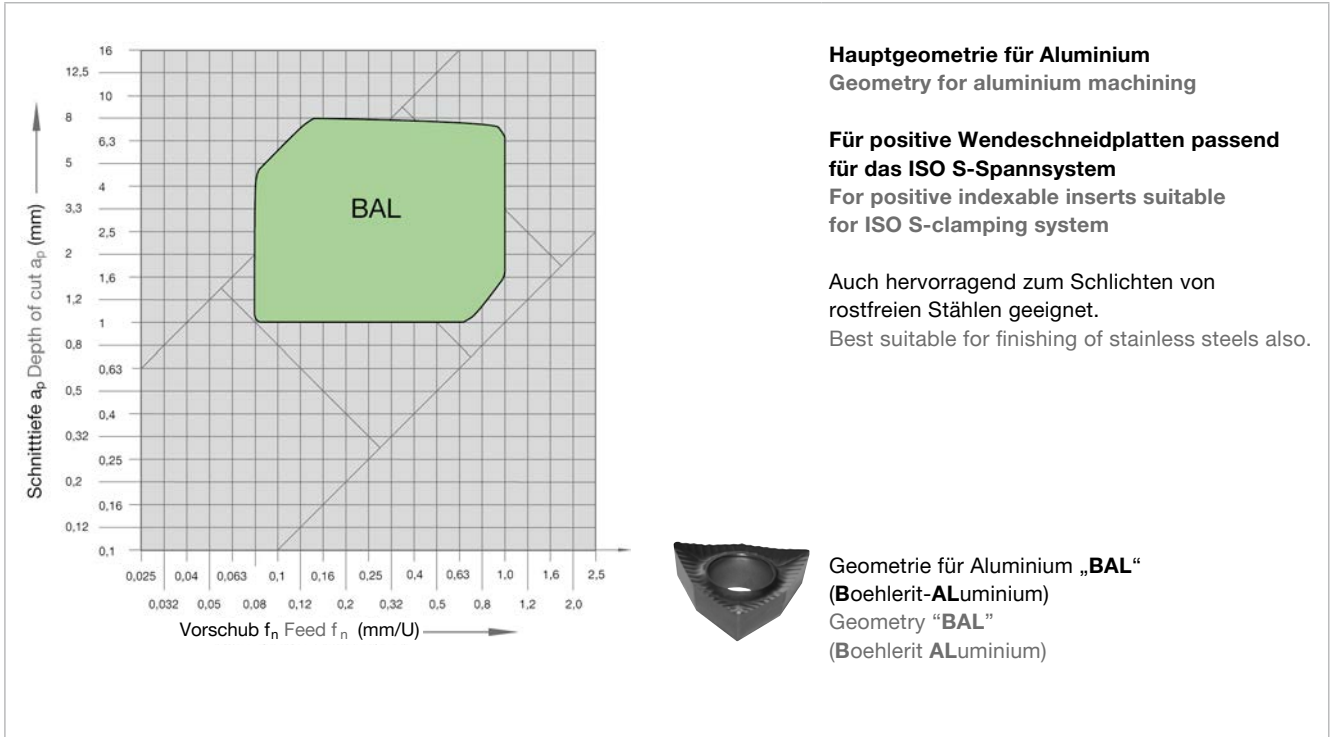 16
12,5
10
8
6,3
5
4
3,3
2,5
2
1,6
1,2
1
0,8
0,63
0,5
0,4
0,32
0,25
0,2
0,16
0,12
0,1
Schnitttiefe ap Depth of cut ap (mm)
BAL
0,025 0,04 0,063 0,1 0,16 0,25 0,4 0,63 1,0 1,6 2,5
0,032 0,05 0,08 0,12 0,2 0,32 0,5 0,8 1,2 2,0
Vorschub fn Feed fn (mm/U)
Hauptgeometrie für Aluminium
Geometry for aluminium machining
Für positive Wendeschneidplatten passend
für das ISO S-Spannsystem
For positive indexable inserts suitable
for ISO S-clamping system
Auch hervorragend zum Schlichten von
rostfreien Stählen geeignet.
Best suitable for finishing of stainless steels also.
Geometrie für Aluminium „BAL“
(Boehlerit-ALuminium)
Geometry “BAL”
(Boehlerit ALuminium)